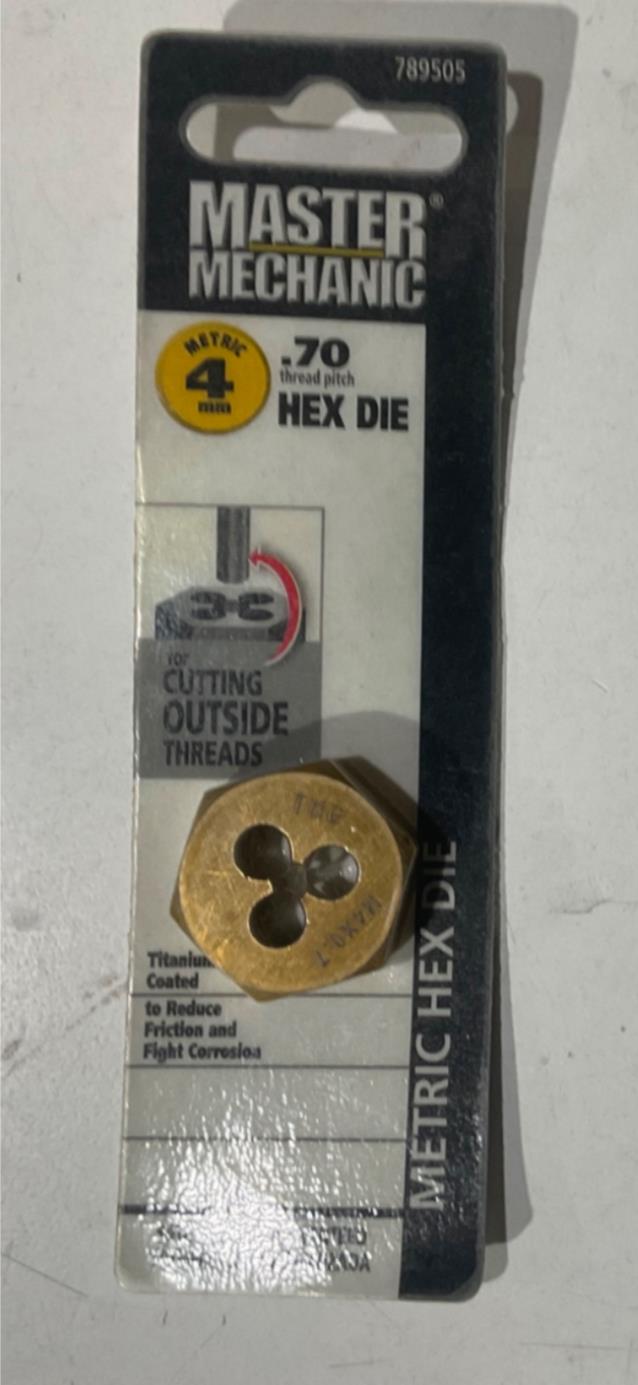 789505
MASTER®
MECHANIC
METRIC
4
mm
.70
thread pitch
HEX DIE
for
CUTTING
OUTSIDE
THREADS
M4X0.7
Coated
to Reduce
Friction and
Fight Corrosion
METRIC HEX DIE